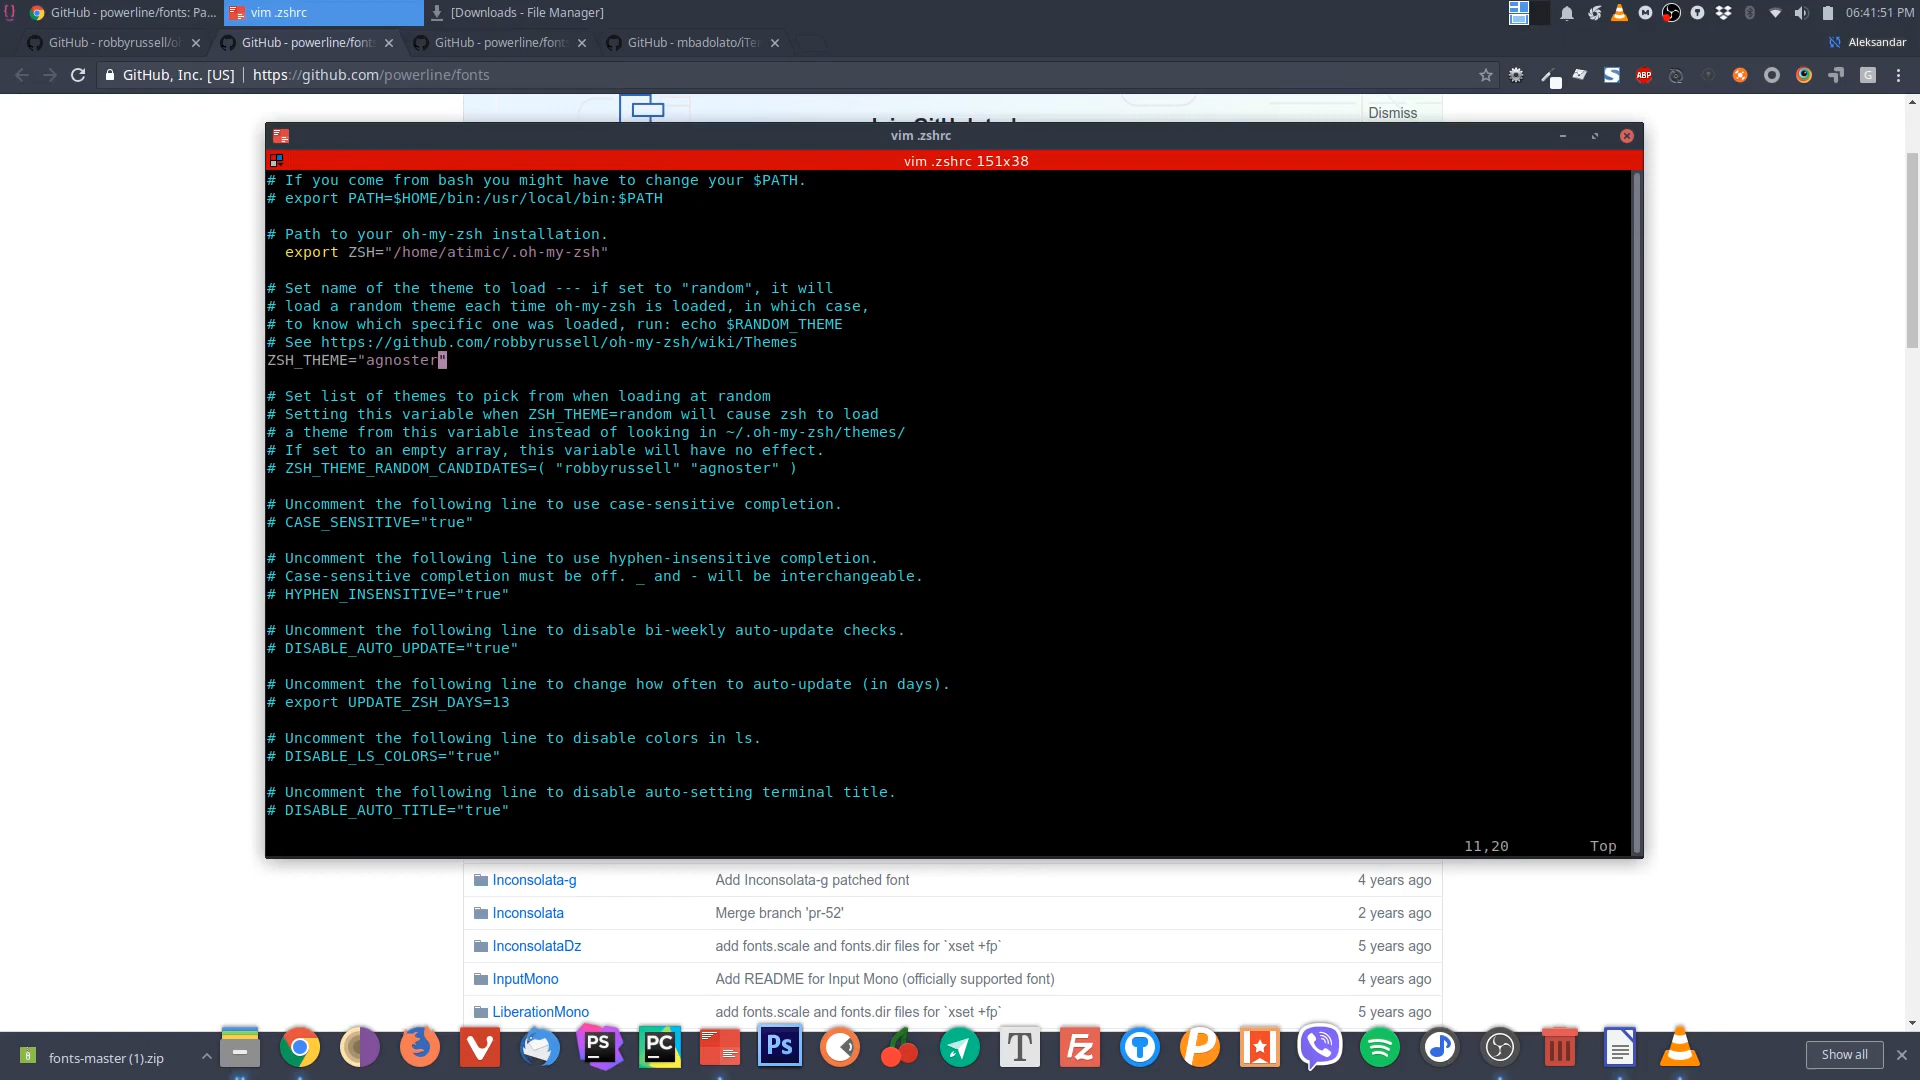 GitHub - powerline/fonts: Pa...
vim .zshrc
[Downloads - File Manager]
06:41:51 PM
GitHub - robbyrussell/o
GitHub - powerline/font
GitHub - powerline/font
GitHub - mbadolato/iTe
Aleksandar
GitHub, Inc. [US]
https://github.com/powerline/fonts
ABP
G
Dismiss
vim .zshrc
vim .zshrc 151x38
# If you come from bash you might have to change your $PATH.
# export PATH=$HOME/bin:/usr/local/bin:$PATH
# Path to your oh-my-zsh installation.
export ZSH="/home/atimic/.oh-my-zsh"
# Set name of the theme to load --- if set to "random", it will
# load a random theme each time oh-my-zsh is loaded, in which case,
# to know which specific one was loaded, run: echo $RANDOM_THEME
# See https://github.com/robbyrussell/oh-my-zsh/wiki/Themes
ZSH_THEME="agnoster"
# Set list of themes to pick from when loading at random
# Setting this variable when ZSH_THEME=random will cause zsh to load
# a theme from this variable instead of looking in ~/.oh-my-zsh/themes/
# If set to an empty array, this variable will have no effect.
# ZSH_THEME_RANDOM_CANDIDATES=( "robbyrussell" "agnoster" )
# Uncomment the following line to use case-sensitive completion.
# CASE_SENSITIVE="true"
# Uncomment the following line to use hyphen-insensitive completion.
# Case-sensitive completion must be off. _ and - will be interchangeable.
# HYPHEN_INSENSITIVE="true"
# Uncomment the following line to disable bi-weekly auto-update checks.
# DISABLE_AUTO_UPDATE="true"
# Uncomment the following line to change how often to auto-update (in days).
# export UPDATE_ZSH_DAYS=13
# Uncomment the following line to disable colors in ls.
# DISABLE_LS_COLORS="true"
# Uncomment the following line to disable auto-setting terminal title.
# DISABLE_AUTO_TITLE="true"
11,20 Top
Inconsolata-g Add Inconsolata-g patched font 4 years ago
Inconsolata Merge branch 'pr-52' 2 years ago
InconsolataDz add fonts.scale and fonts.dir files for `xset +fp` 5 years ago
InputMono Add README for Input Mono (officially supported font) 4 years ago
LiberationMono add fonts.scale and fonts.dir files for `xset +fp` 5 years ago
fonts-master (1).zip
PS
PC
Ps
T
Fz
Show all